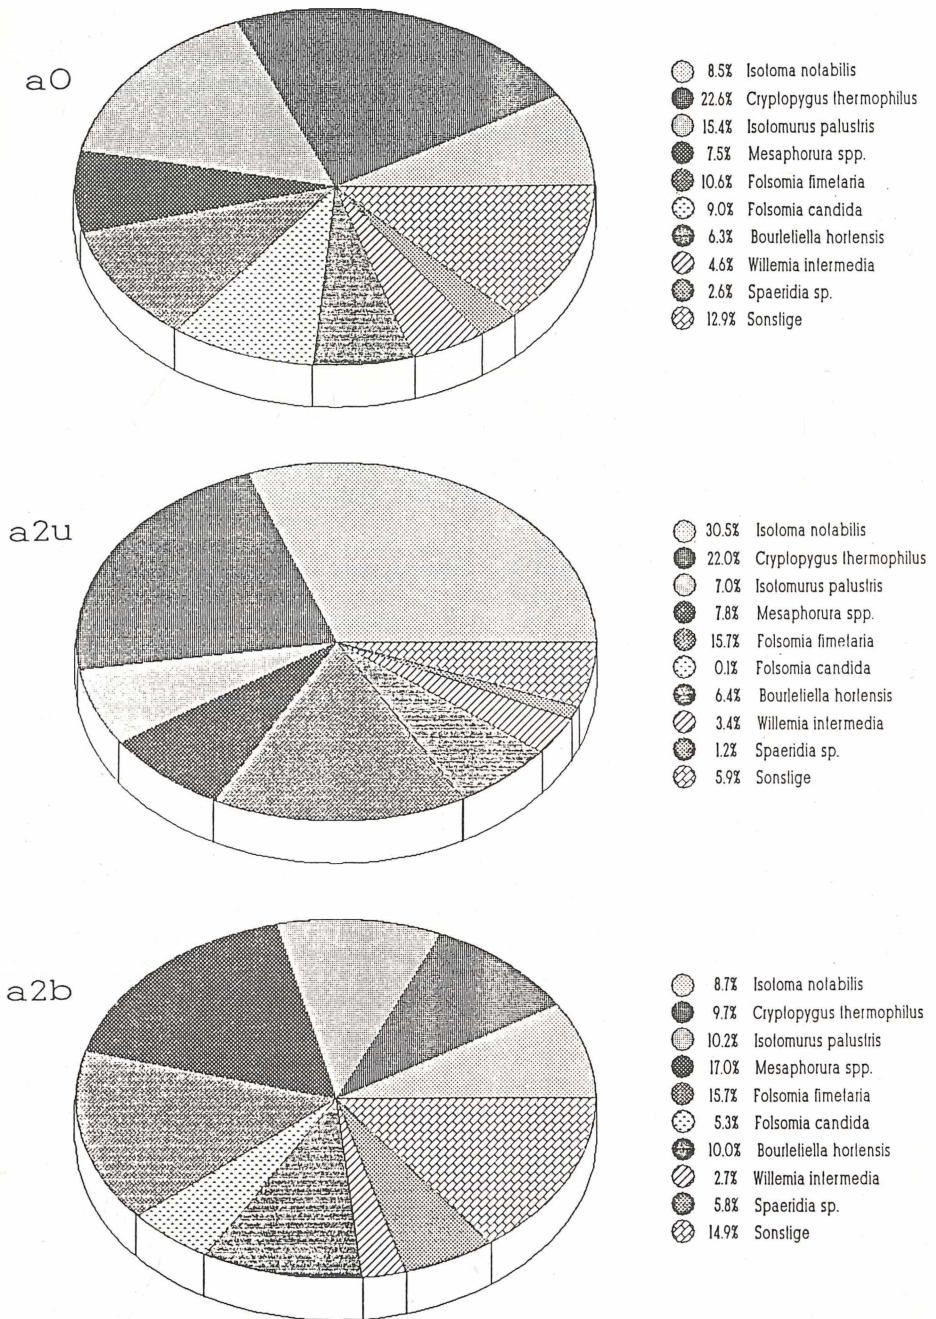 a0
8.5% Isotoma notabilis
22.6% Cryptopygus thermophilus
15.4% Isotomurus palustris
7.5% Mesaphorura spp.
10.6% Folsomia fimetaria
9.0% Folsomia candida
6.3% Bourletiella hortensis
4.6% Willemia intermedia
2.6% Spaeridia sp.
12.9% Sonstige
a2u
30.5% Isotoma notabilis
22.0% Cryptopygus thermophilus
7.0% Isotomurus palustris
7.8% Mesaphorura spp.
15.7% Folsomia fimetaria
0.1% Folsomia candida
6.4% Bourletiella hortensis
3.4% Willemia intermedia
1.2% Spaeridia sp.
5.9% Sonstige
a2b
8.7% Isotoma notabilis
9.7% Cryptopygus thermophilus
10.2% Isotomurus palustris
17.0% Mesaphorura spp.
15.7% Folsomia fimetaria
5.3% Folsomia candida
10.0% Bourletiella hortensis
2.7% Willemia intermedia
5.8% Spaeridia sp.
14.9% Sonstige